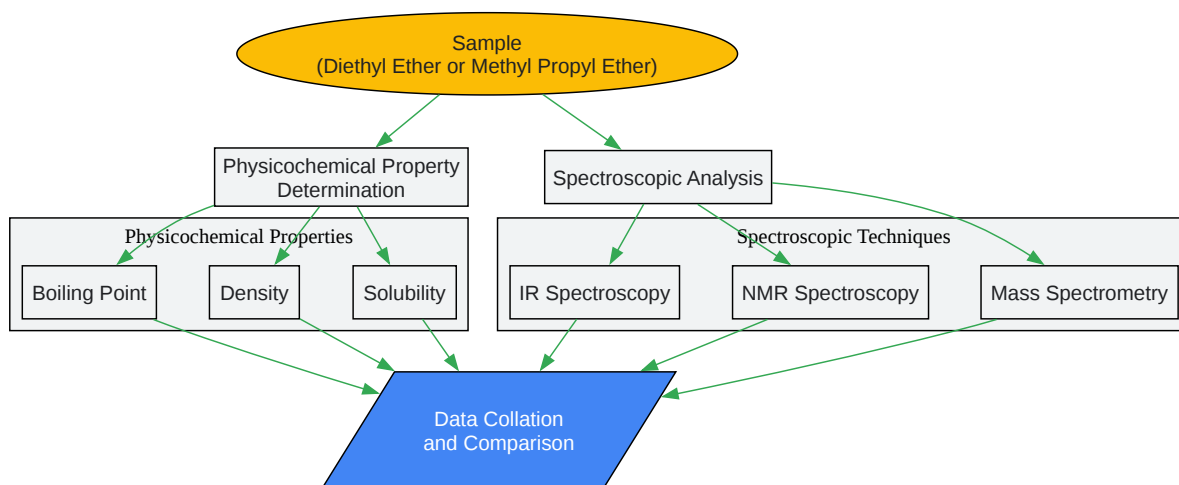 Sample
(Diethyl Ether or Methyl Propyl Ether)
Physicochemical Property
Determination
Spectroscopic Analysis
Physicochemical Properties
Spectroscopic Techniques
Boiling Point
Density
Solubility
IR Spectroscopy
NMR Spectroscopy
Mass Spectrometry
Data Collation
and Comparison